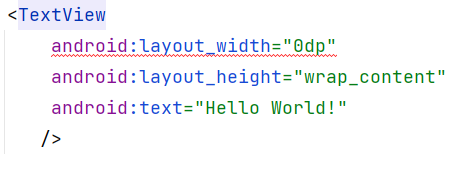 <TextView
android:layout_width="0dp"
android:layout_height="wrap_content"
android:text="Hello World!"
/>